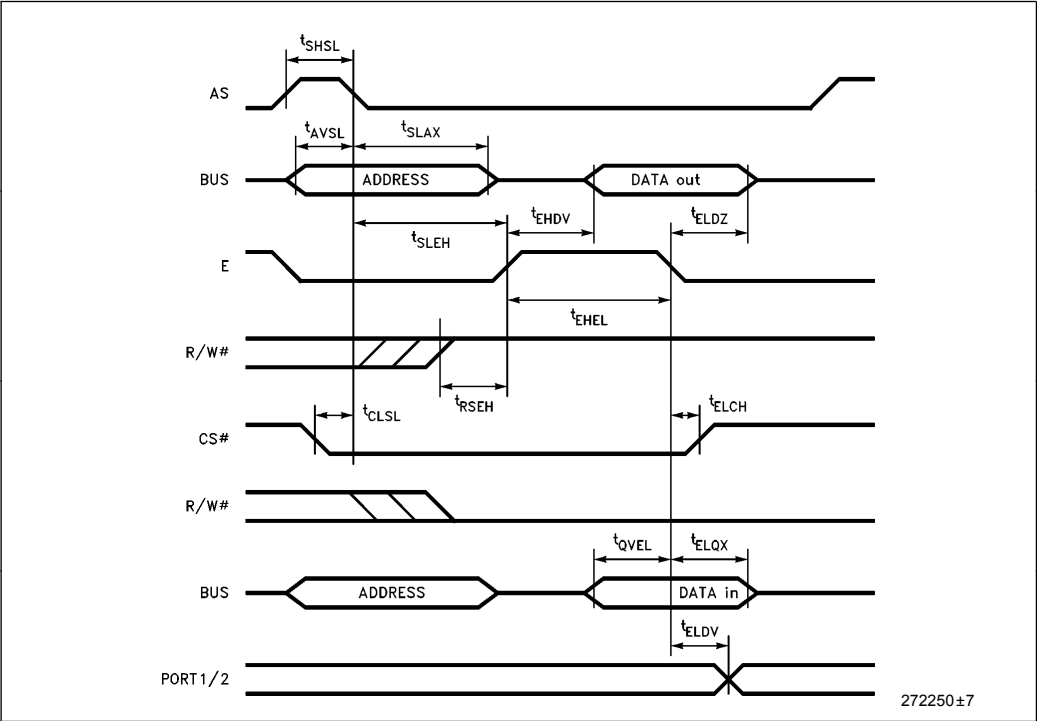 tSHSL
AS
tAVSL tSLAX
BUS ADDRESS DATA out
tSLEH tEHDV tELDZ
E
tEHEL
R/W#
tRSEH
tCLSL tELCH
CS#
R/W#
tQVEL tELQX
BUS ADDRESS DATA in
tELDV
PORT1/2
272250±7